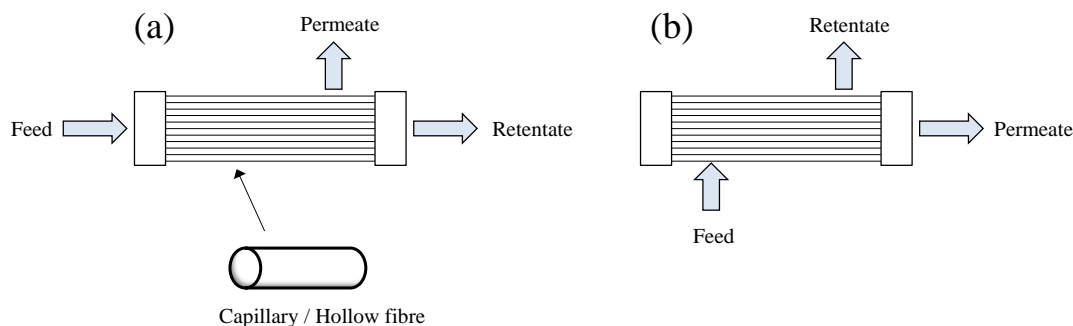 (a)
Permeate
Feed
Retentate
Capillary / Hollow fibre
(b)
Retentate
Permeate
Feed